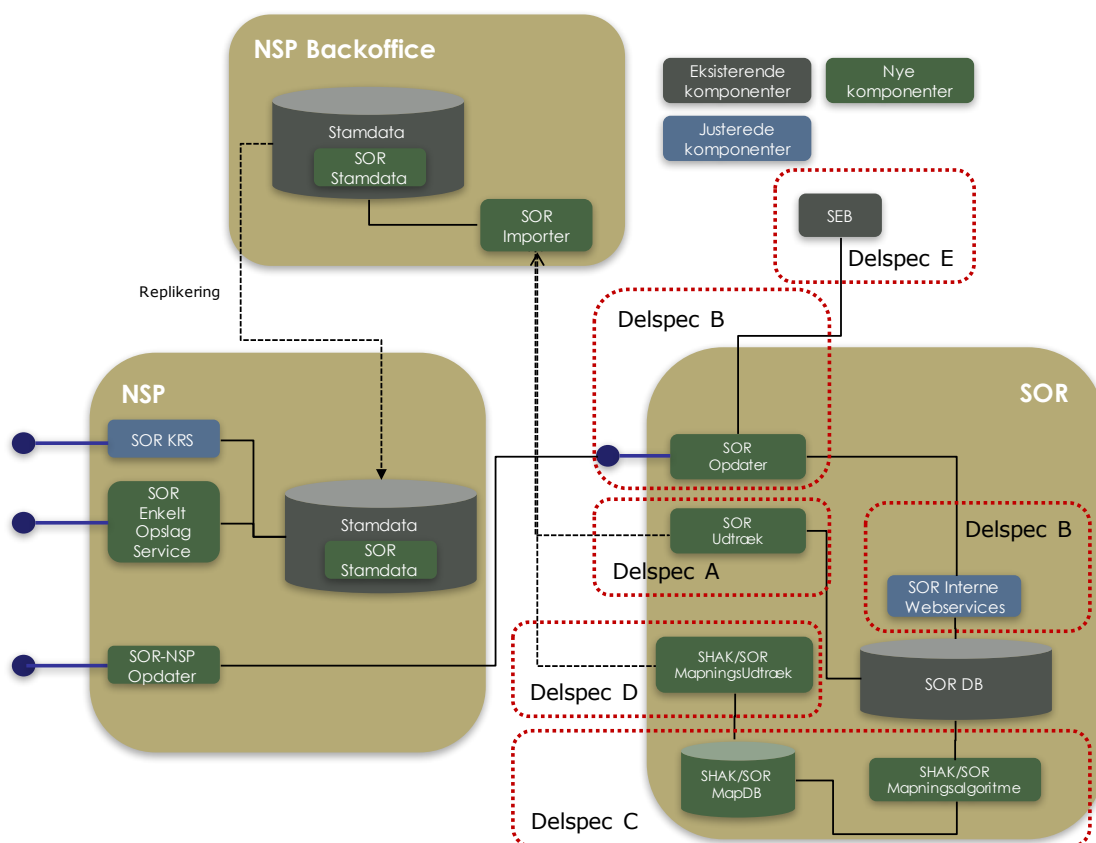 NSP Backoffice
Stamdata
SOR
Stamdata
SOR
Importer
Eksisterende
komponenter
Nye
komponenter
Justerede
komponenter
SEB
Delspec E
Replikering
Delspec B
NSP
SOR KRS
SOR
Enkelt
Opslag
Service
Stamdata
SOR
Stamdata
SOR-NSP
Opdater
SOR
SOR
Opdater
SOR
Udtræk
Delspec A
Delspec B
SOR Interne
Webservices
SHAK/SOR
MapningsUdtræk
Delspec D
SOR DB
SHAK/SOR
MapDB
SHAK/SOR
Mapningsalgoritme
Delspec C